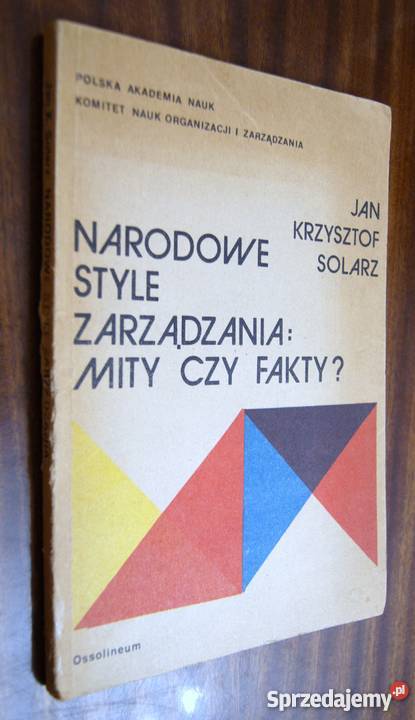 POLSKA AKADEMIA NAUK
KOMITET NAUK ORGANIZACJI I ZARZĄDZANIA
JAN
KRZYSZTOF
SOLARZ
NARODOWE
STYLE
ZARZĄDZANIA:
MITY CZY FAKTY?
Ossolineum
Sprzedajemy.pl